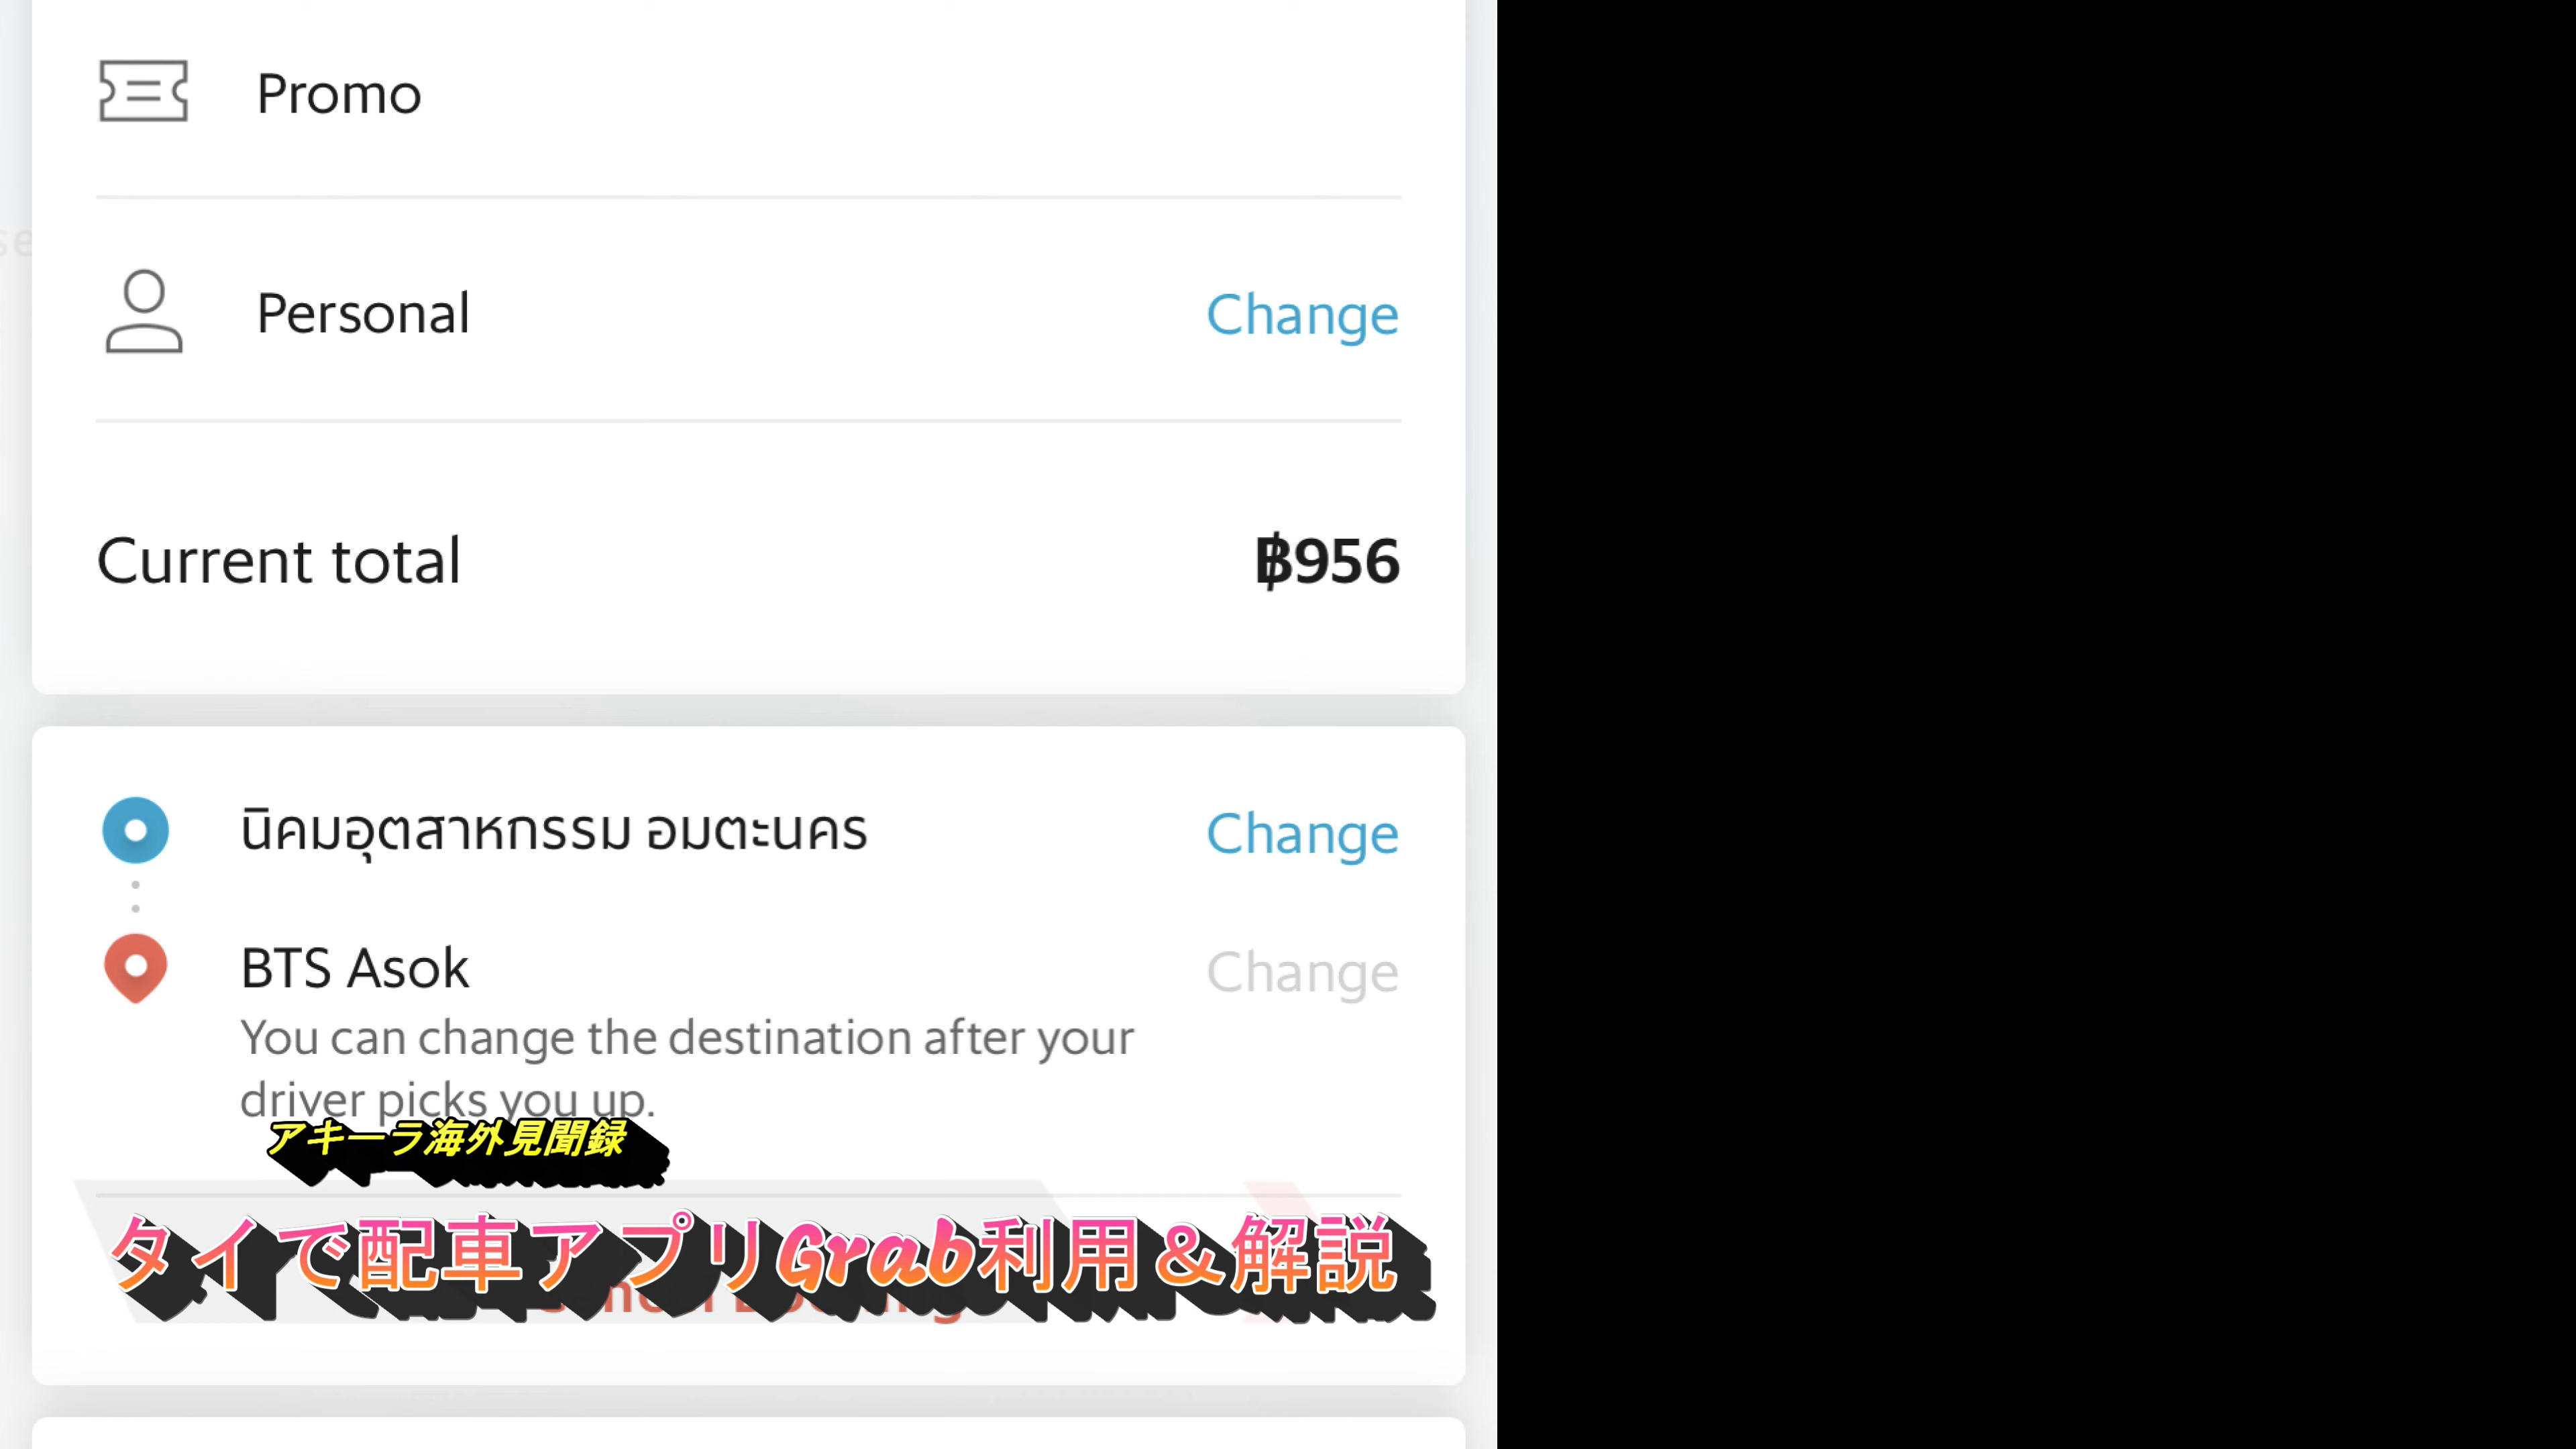 Promo
Personal
Change
Current total
฿956
นิคมอุตสาหกรรม อมตะนคร
Change
BTS Asok
Change
You can change the destination after your
driver picks you up.
アキーラ海外見聞録
タイで配車アプリGrab利用&解説